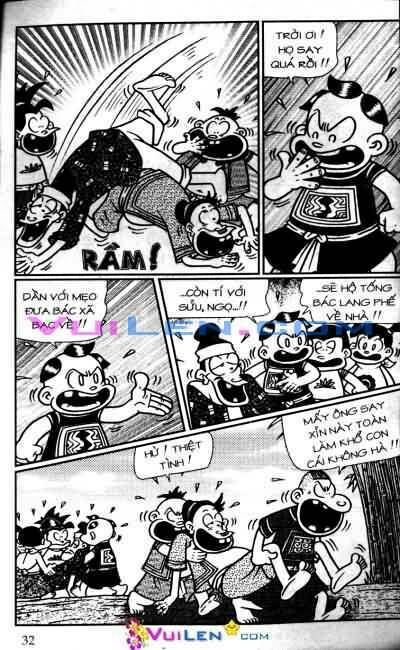 TRỜI ƠI !
HỌ SAY
QUÁ RỒI !!
RẦM!
DẦN VỚI MẸO
ĐƯA BÁC XÃ
BẠC VỀ !!
...CÒN TÍ VỚI
SỬU, NGỌ...!!
...SẼ HỘ TỐNG
BÁC LANG PHẾ
VỀ NHÀ !!
VUILEN.COM
HỪ ! THIỆT
TÌNH !
MẤY ÔNG SAY
XỈN NÀY TOÀN
LÀM KHỔ CON
CÁI KHÔNG HÀ !!
32
VUILEN.COM